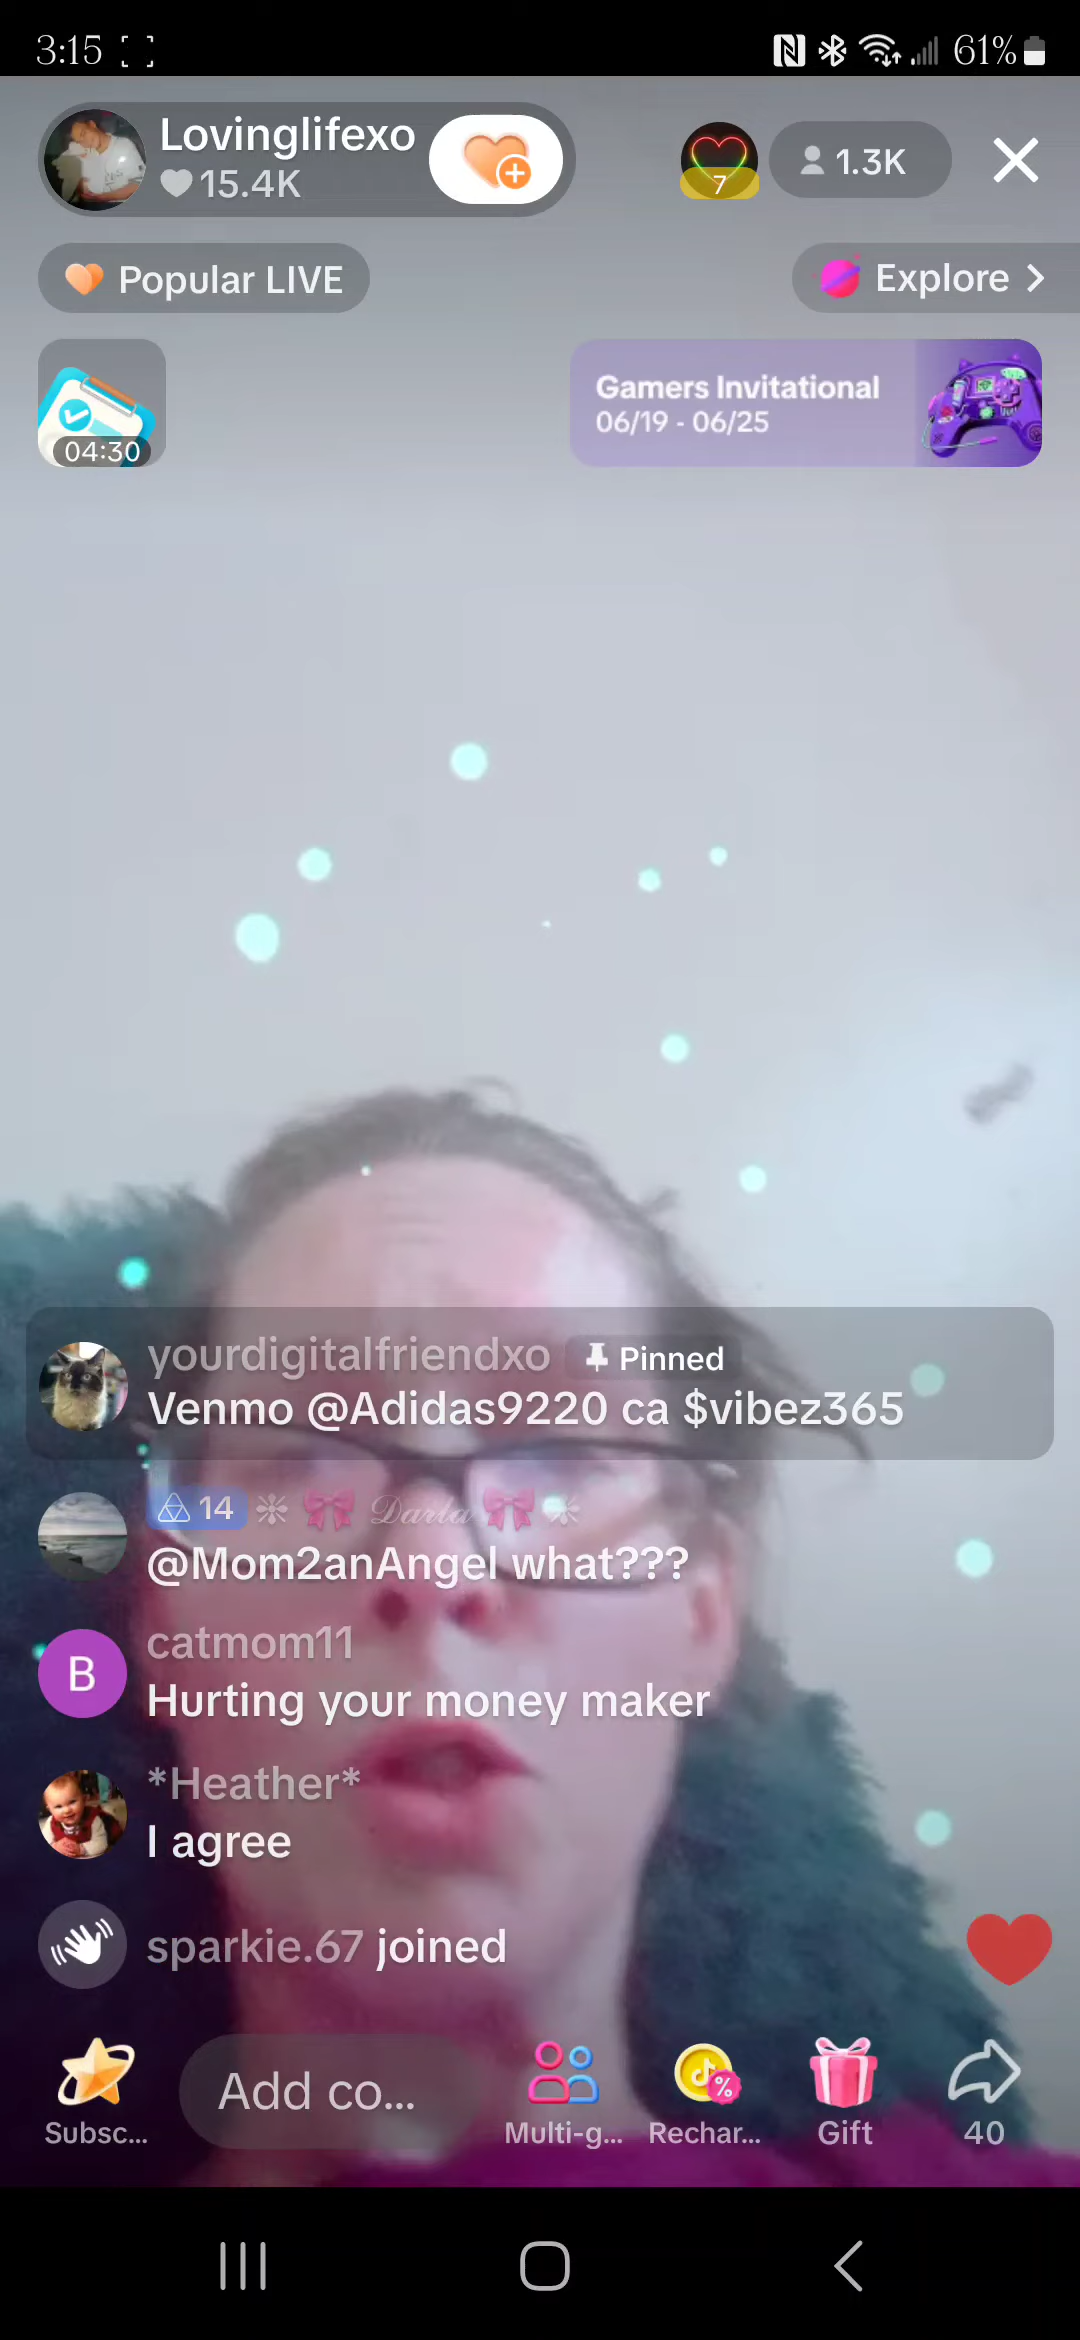 3:15 61%
Lovinglifexo
15.4K
7
1.3K
Popular LIVE
Explore
04:30
Gamers Invitational
06/19 - 06/25
yourdigitalfriendxo Pinned
Venmo @Adidas9220 ca $vibez365
14 Darla
@Mom2anAngel what???
catmom11
B
Hurting your money maker
*Heather*
I agree
sparkie.67 joined
Add co...
Subsc... Multi-g... Rechar... Gift 40